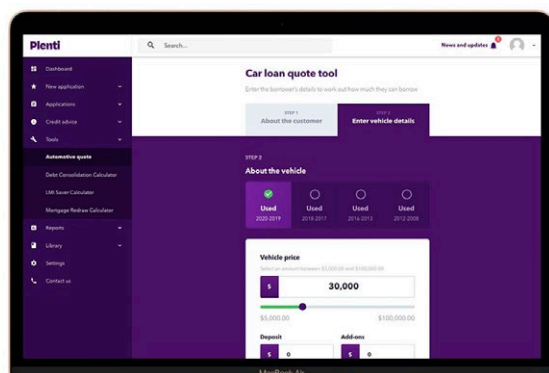 Plenti
Search...
News and updates
Dashboard
New application
Applications
Credit advice
Tools
Automotive quote
Debt Consolidation Calculator
LMI Saver Calculator
Mortgage Redraw Calculator
Reports
Library
Settings
Contact us
Car loan quote tool
Enter the borrower's details to work out how much they can borrow
STEP 1
About the customer
STEP 2
Enter vehicle details
STEP 2
About the vehicle
Used
2020-2019
Used
2018-2017
Used
2016-2013
Used
2012-2008
Vehicle price
Select an amount between $5,000.00 and $100,000.00
$ 30,000
$5,000.00 $100,000.00
Deposit Add-ons
$ 0 $ 0
MacBook Air